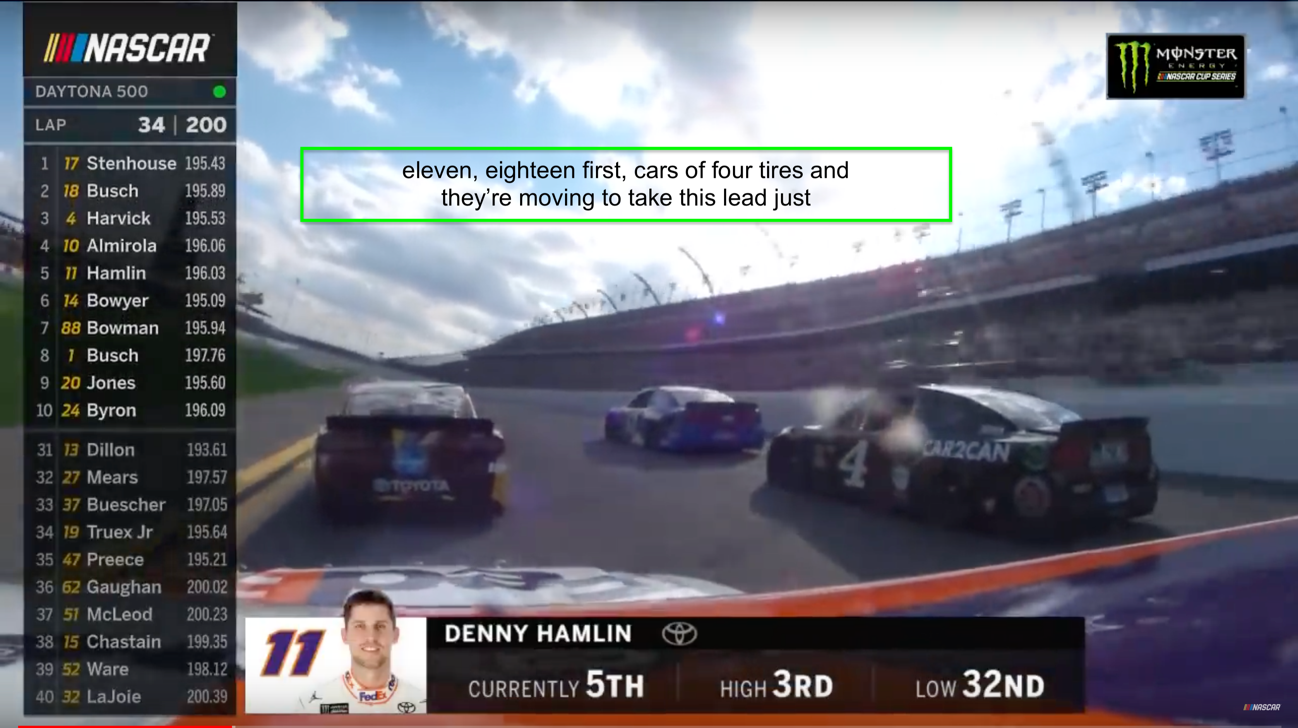 NASCAR
DAYTONA 500
LAP 34 | 200
1 17 Stenhouse 195.43
2 18 Busch 195.89
3 4 Harvick 195.53
4 10 Almirola 196.06
5 11 Hamlin 196.03
6 14 Bowyer 195.09
7 88 Bowman 195.94
8 1 Busch 197.76
9 20 Jones 195.60
10 24 Byron 196.09
31 13 Dillon 193.61
32 27 Mears 197.57
33 37 Buescher 197.05
34 19 Truex Jr 195.64
35 47 Preece 195.21
36 62 Gaughan 200.02
37 51 McLeod 200.23
38 15 Chastain 199.35
39 52 Ware 198.12
40 32 LaJoie 200.39
MONSTER
ENERGY
NASCAR CUP SERIES
eleven, eighteen first, cars of four tires and
they're moving to take this lead just
TOYOTA
4
CAR2CAN
11
FedEx
DENNY HAMLIN
CURRENTLY 5TH HIGH 3RD LOW 32ND
NASCAR